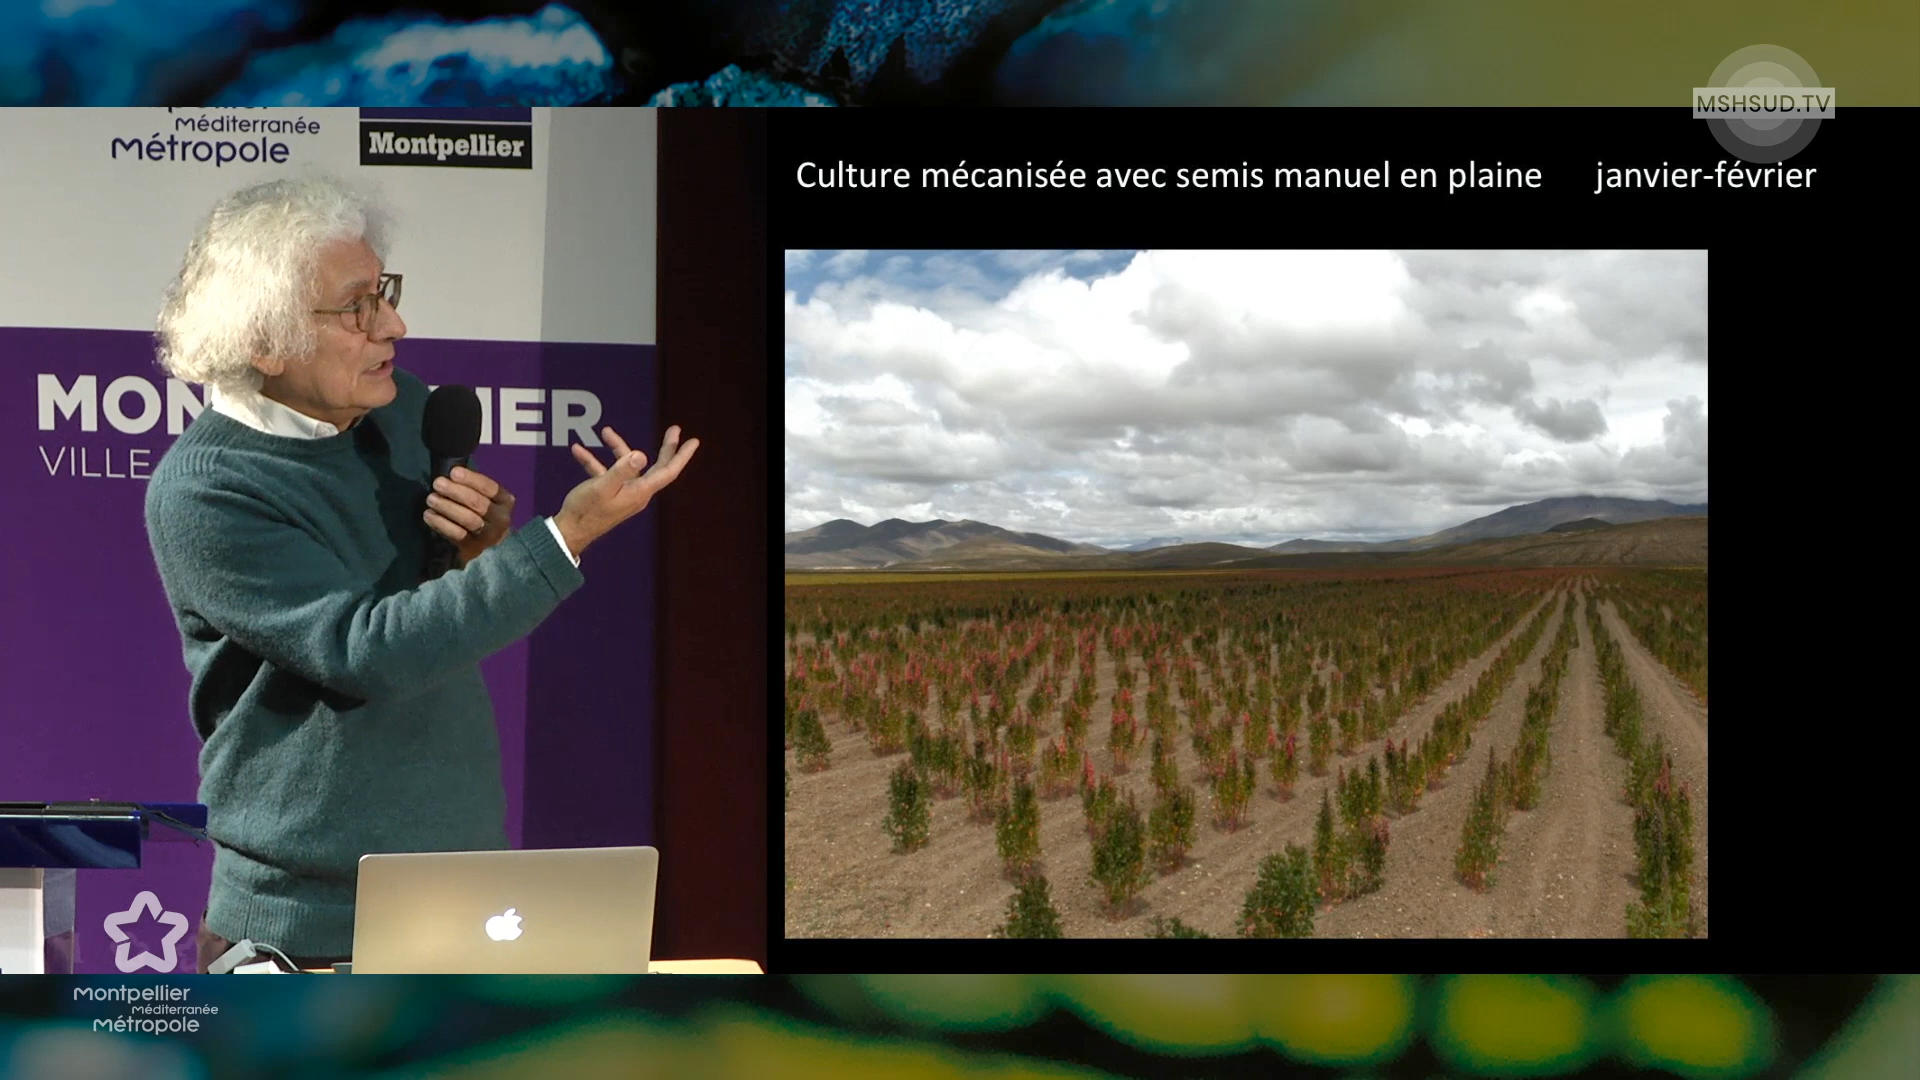 MSHSUD.TV
méditerranée
métropole
Montpellier
Culture mécanisée avec semis manuel en plaine janvier-février
VILLE
montpellier
méditerranée
métropole